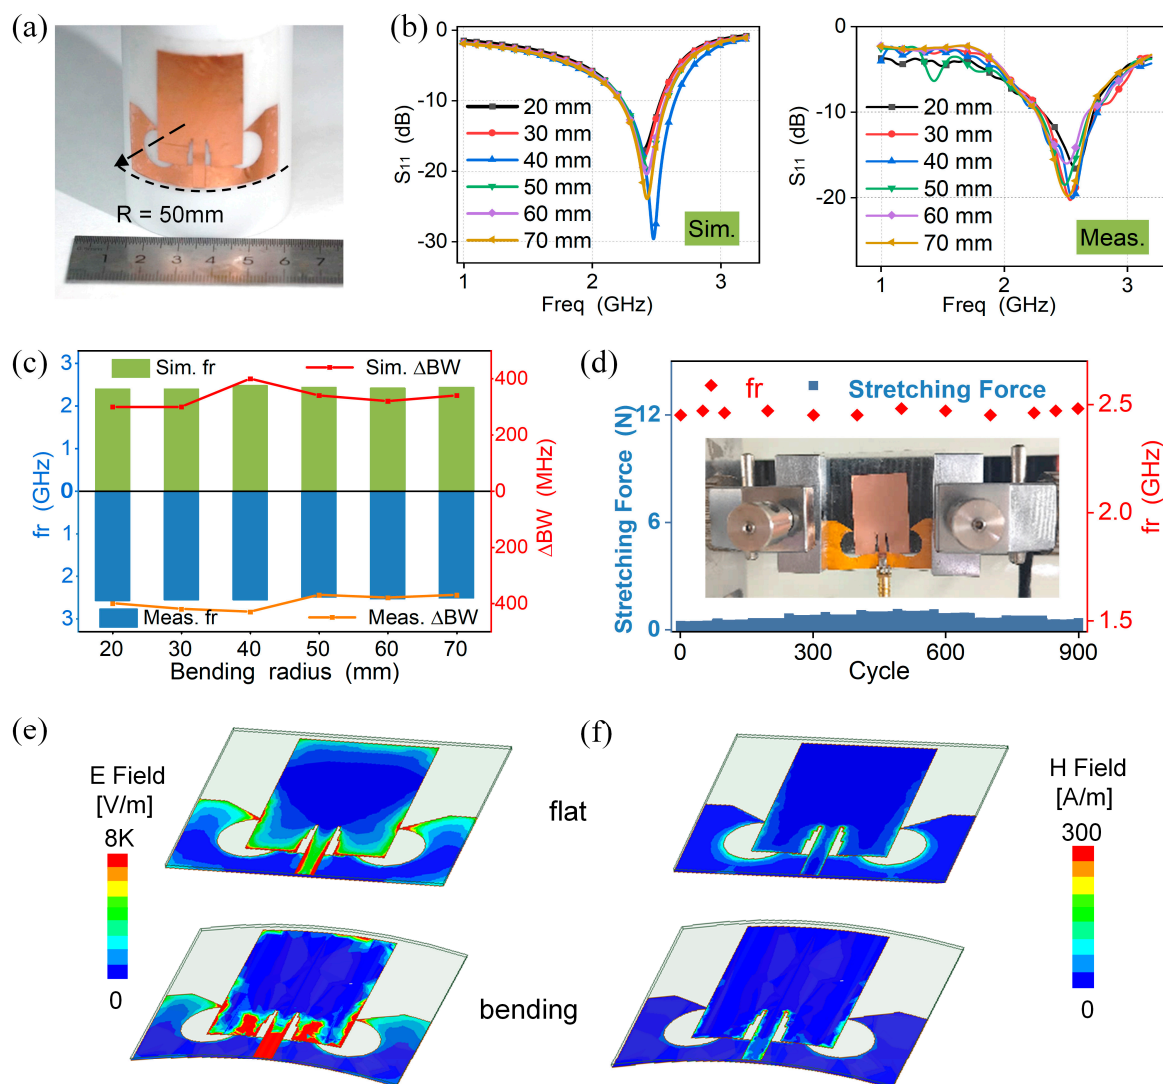 (a)
R = 50mm
1 2 3 4 5 6 7
(b)
0
-10
-20
-30
S11 (dB)
20 mm
30 mm
40 mm
50 mm
60 mm
70 mm
Sim.
1 2 3
Freq (GHz)
0
-10
-20
S11 (dB)
20 mm
30 mm
40 mm
50 mm
60 mm
70 mm
Meas.
1 2 3
Freq (GHz)
(c)
3
2
1
0
1
2
3
fr (GHz)
Sim. fr
Sim. ΔBW
Meas. fr
Meas. ΔBW
400
200
0
200
400
ΔBW (MHz)
20 30 40 50 60 70
Bending radius (mm)
(d)
12
6
0
Stretching Force (N)
fr
Stretching Force
2.5
2.0
1.5
fr (GHz)
0 300 600 900
Cycle
(e)
E Field
[V/m]
8K
0
flat
bending
(f)
H Field
[A/m]
300
0